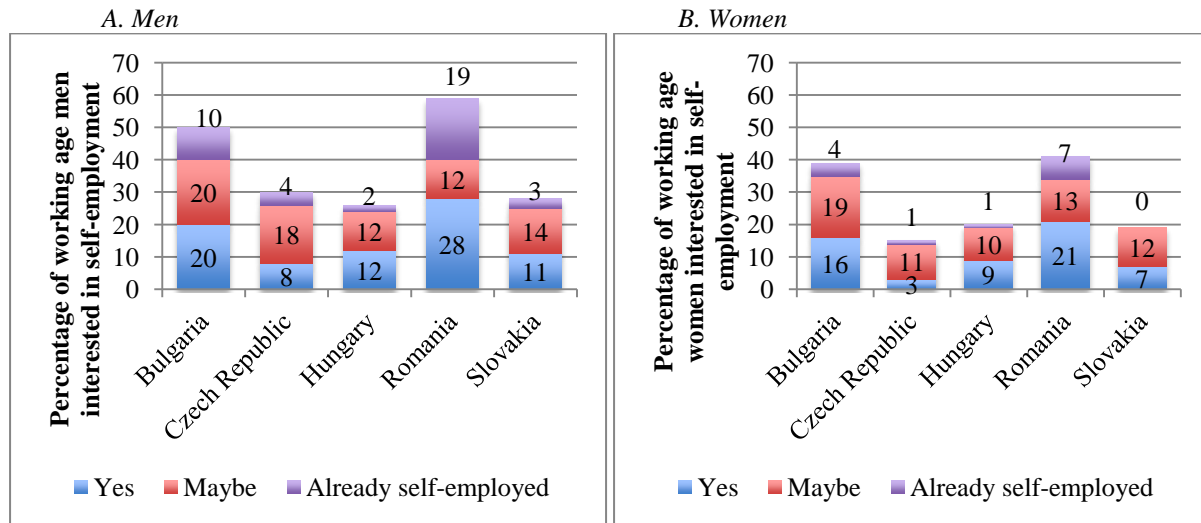 A. Men
Percentage of working age men
interested in self-employment
70
60
50
40
30
20
10
0
10
20
20
4
18
8
2
12
12
19
12
28
3
14
11
Bulgaria
Czech Republic
Hungary
Romania
Slovakia
Yes
Maybe
Already self-employed
B. Women
Percentage of working age
women interested in self-
employment
70
60
50
40
30
20
10
0
4
19
16
1
11
3
1
10
9
7
13
21
0
12
7
Bulgaria
Czech Republic
Hungary
Romania
Slovakia
Yes
Maybe
Already self-employed